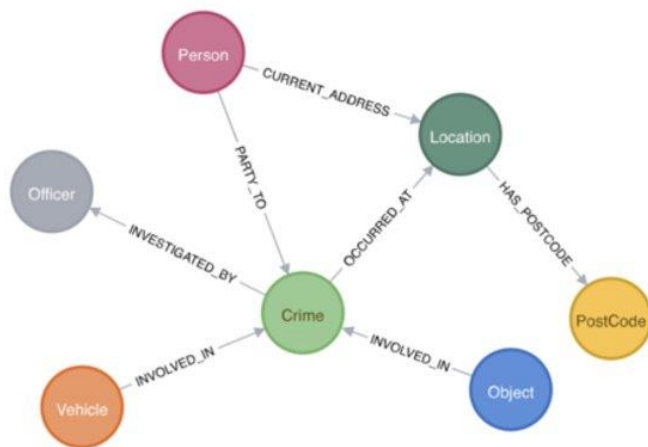 Person
CURRENT_ADDRESS
Location
PARTY_TO
Officer
HAS_POSTCODE
OCCURRED_AT
INVESTIGATED_BY
Crime
PostCode
INVOLVED_IN
INVOLVED_IN
Vehicle
Object